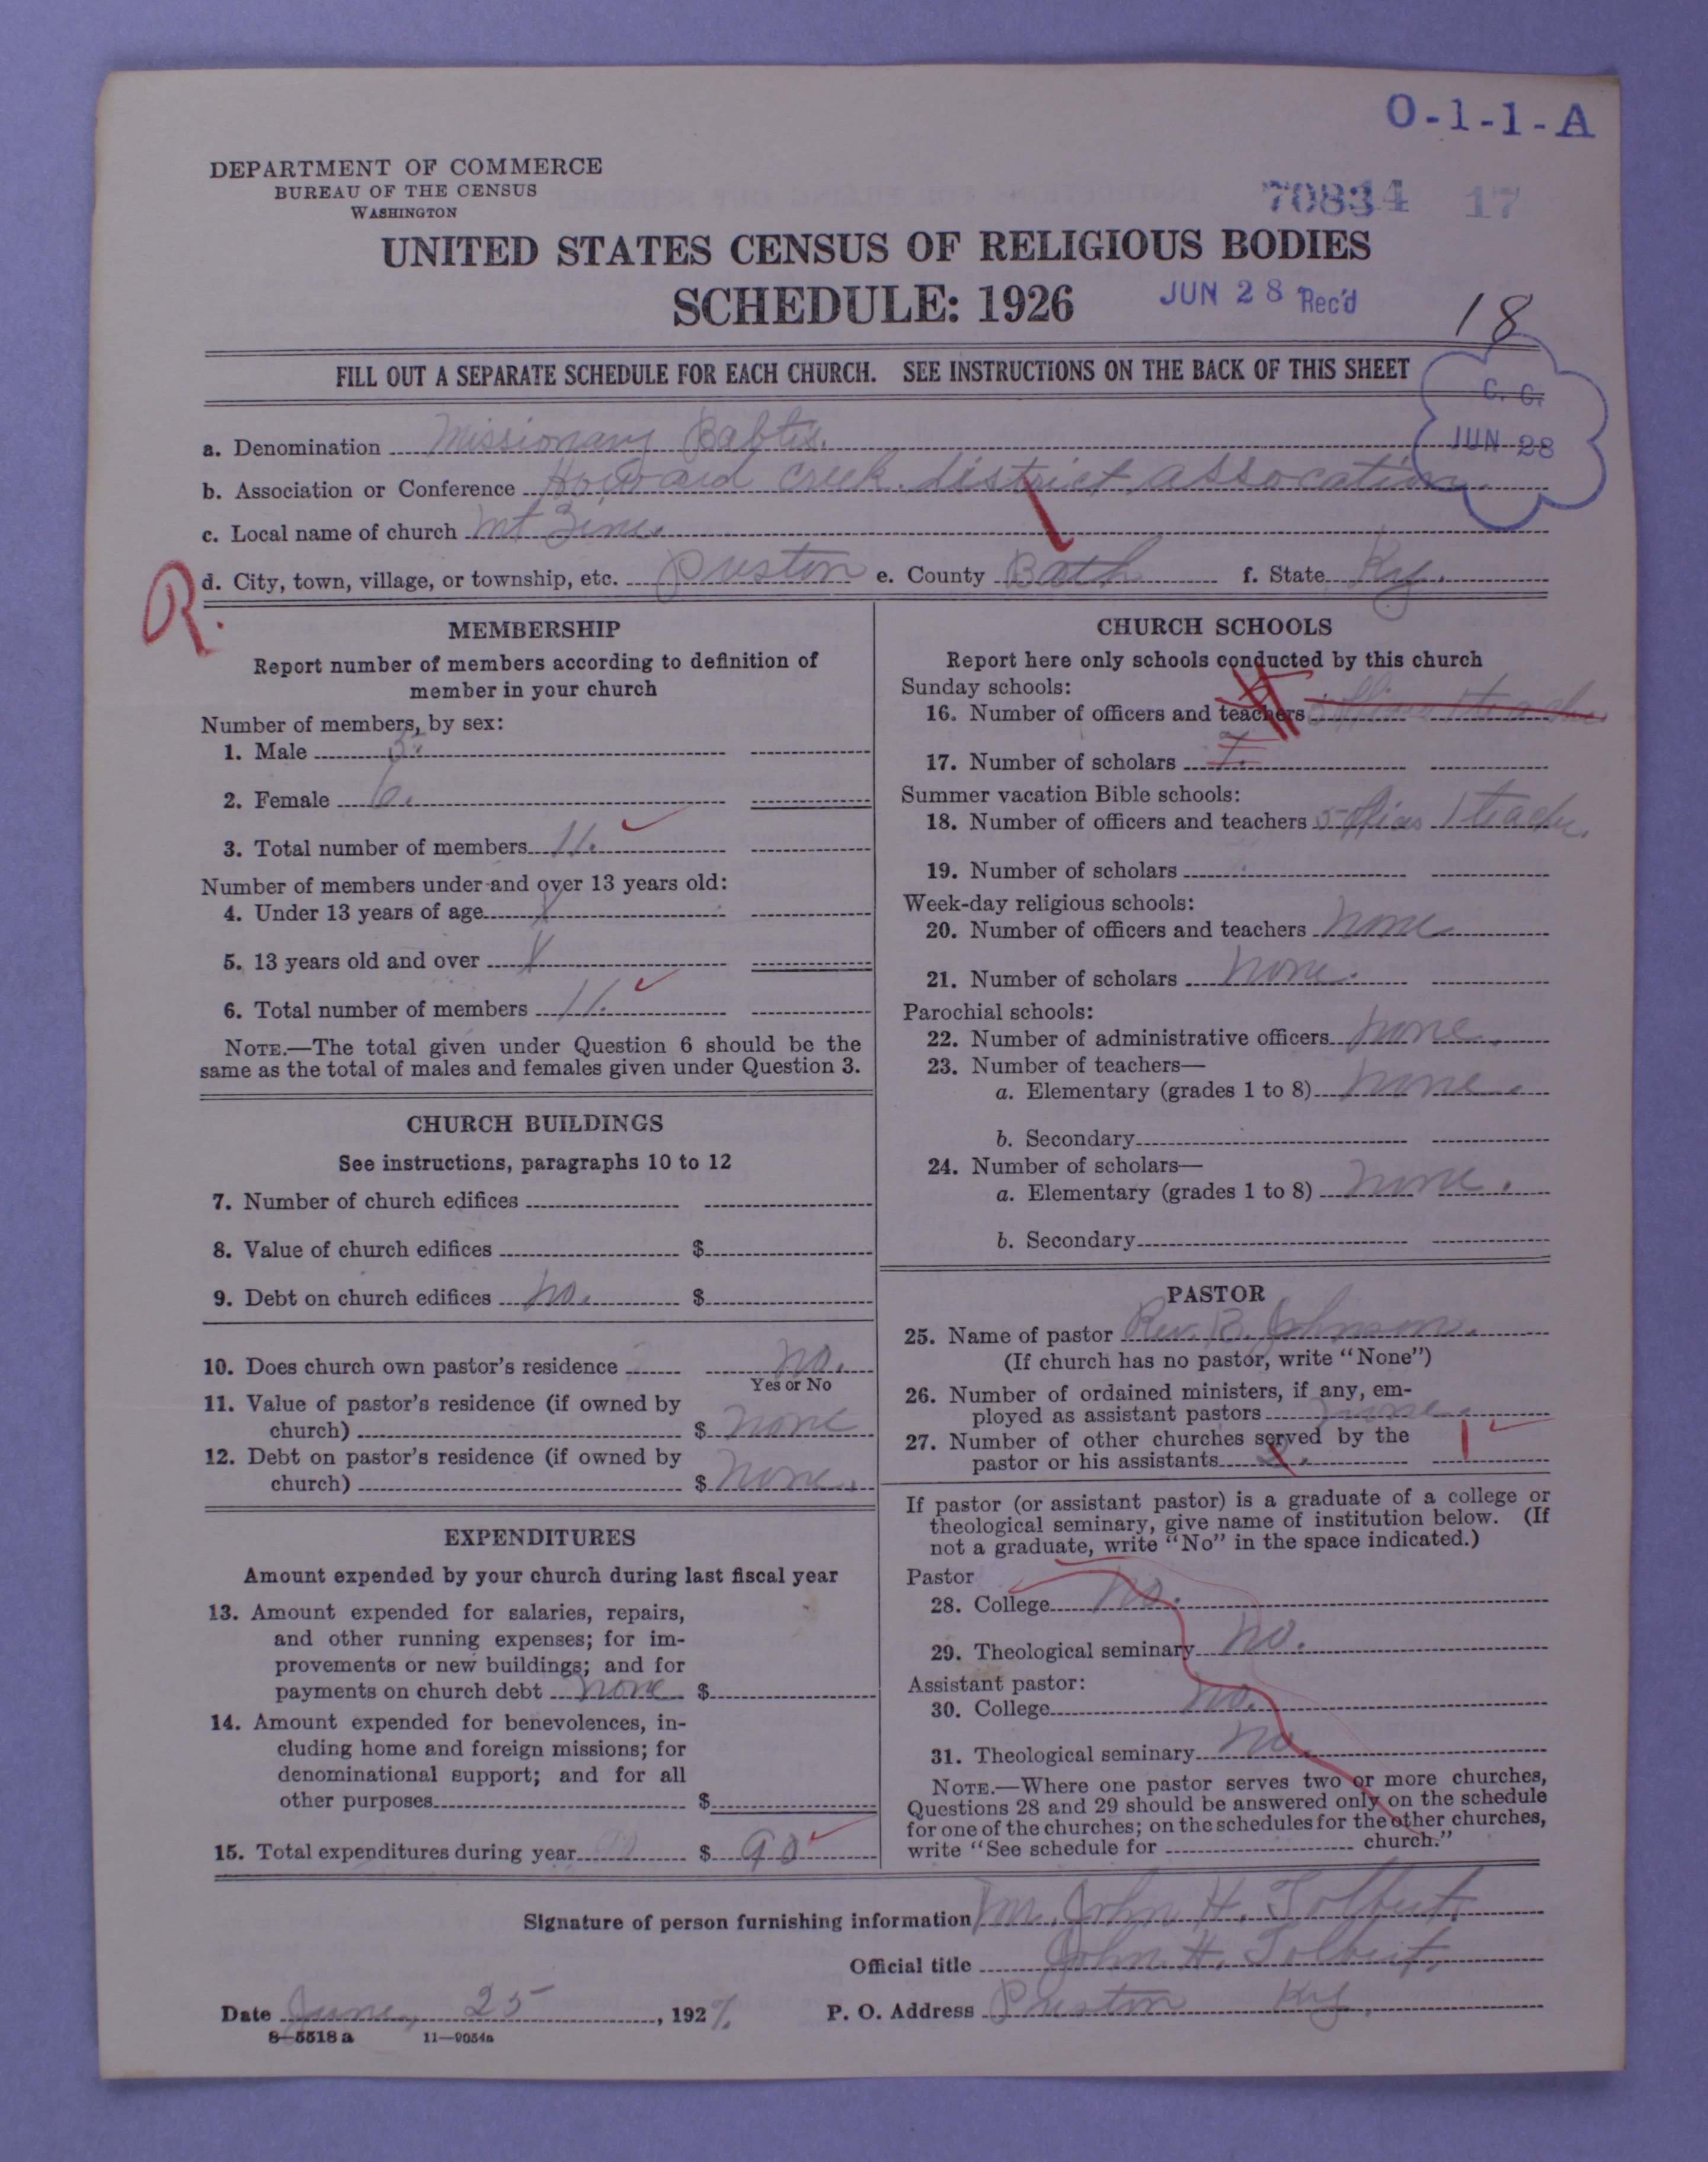 O-1-1-A
DEPARTMENT OF COMMERCE
BUREAU OF THE CENSUS
WASHINGTON
17
UNITED STATES CENSUS OF RELIGIOUS BODIES
SCHEDULE: 1926
JUN 28 Rec'd
18
FILL OUT A SEPARATE SCHEDULE FOR EACH CHURCH. SEE INSTRUCTIONS ON THE BACK OF THIS SHEET
C. C.
JUN 28
a. Denomination Missionary Babtis.
b. Association or Conference Howard Creek. district assocation.
c. Local name of church Mt Zine.
d. City, town, village, or township, etc. Preston e. County Bath f. State Ky.
R.
MEMBERSHIP
Report number of members according to definition of
member in your church
Number of members, by sex:
1. Male 5.
2. Female 6.
3. Total number of members 11.
Number of members under and over 13 years old:
4. Under 13 years of age X
5. 13 years old and over X
6. Total number of members 11.
NOTE.—The total given under Question 6 should be the
same as the total of males and females given under Question 3.
CHURCH BUILDINGS
See instructions, paragraphs 10 to 12
7. Number of church edifices
8. Value of church edifices $
9. Debt on church edifices no. $
10. Does church own pastor's residence no.
Yes or No
11. Value of pastor's residence (if owned by
church) $ none
12. Debt on pastor's residence (if owned by
church) $ none.
EXPENDITURES
Amount expended by your church during last fiscal year
13. Amount expended for salaries, repairs,
and other running expenses; for im-
provements or new buildings; and for
payments on church debt none $
14. Amount expended for benevolences, in-
cluding home and foreign missions; for
denominational support; and for all
other purposes $
15. Total expenditures during year $ 90
CHURCH SCHOOLS
Report here only schools conducted by this church
Sunday schools:
16. Number of officers and teachers
17. Number of scholars 7.
Summer vacation Bible schools:
18. Number of officers and teachers 5 offices 1 teacher.
19. Number of scholars
Week-day religious schools:
20. Number of officers and teachers none
21. Number of scholars none.
Parochial schools:
22. Number of administrative officers none.
23. Number of teachers—
a. Elementary (grades 1 to 8) none.
b. Secondary
24. Number of scholars—
a. Elementary (grades 1 to 8) none.
b. Secondary
PASTOR
25. Name of pastor Rev. B. Johnson.
(If church has no pastor, write "None")
26. Number of ordained ministers, if any, em-
ployed as assistant pastors none.
27. Number of other churches served by the
pastor or his assistants 2. 1
If pastor (or assistant pastor) is a graduate of a college or
theological seminary, give name of institution below. (If
not a graduate, write "No" in the space indicated.)
Pastor
28. College no.
29. Theological seminary no.
Assistant pastor:
30. College no.
31. Theological seminary no
NOTE.—Where one pastor serves two or more churches,
Questions 28 and 29 should be answered only on the schedule
for one of the churches; on the schedules for the other churches,
write "See schedule for church."
Signature of person furnishing information Mr. John H. Tolbert.
Official title John H. Tolbert,
Date June, 25, 1927. P. O. Address Preston Ky.
8—5518 a 11—9054a